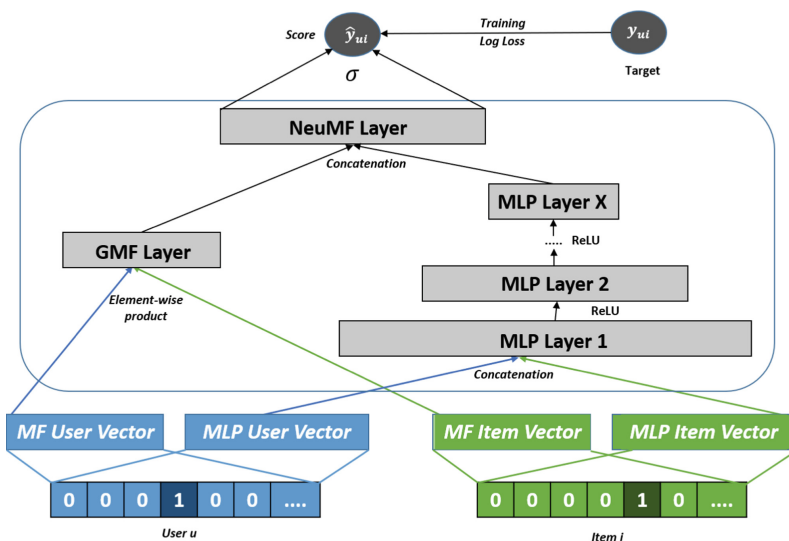 Score
ŷui
Training
Log Loss
yui
Target
σ
NeuMF Layer
Concatenation
MLP Layer X
..... ReLU
GMF Layer
MLP Layer 2
Element-wise
product
ReLU
MLP Layer 1
Concatenation
MF User Vector MLP User Vector MF Item Vector MLP Item Vector
0 0 0 1 0 0 .... 0 0 0 0 1 0 ....
User u Item i